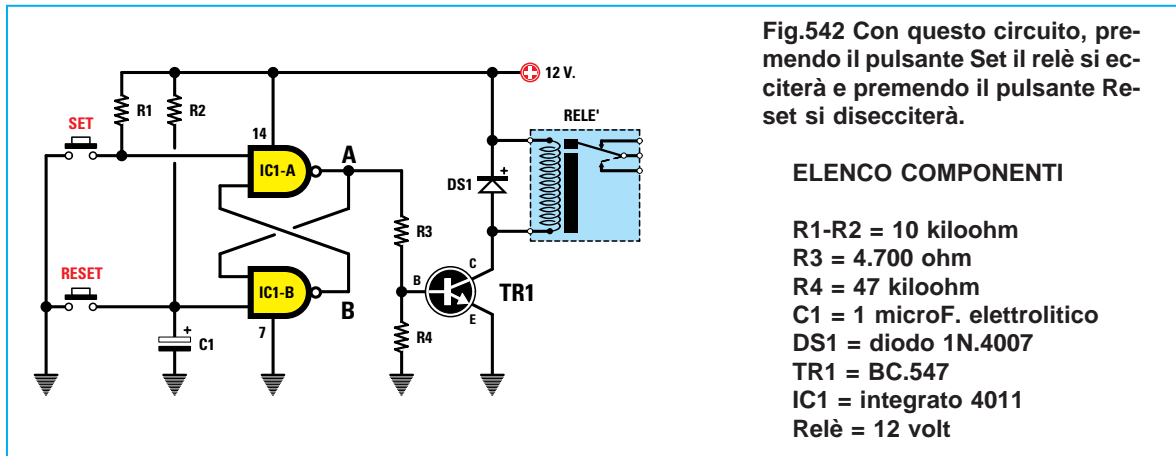 Fig.542 Con questo circuito, pre-
mendo il pulsante Set il relè si ec-
citerà e premendo il pulsante Re-
set si disecciterà.
ELENCO COMPONENTI
R1-R2 = 10 kiloohm
R3 = 4.700 ohm
R4 = 47 kiloohm
C1 = 1 microF. elettrolitico
DS1 = diodo 1N.4007
TR1 = BC.547
IC1 = integrato 4011
Relè = 12 volt
12 V.
R1
R2
RELE'
SET
14
A
IC1-A
DS1
+
R3
RESET
IC1-B
B
C
B
TR1
E
7
+
C1
R4